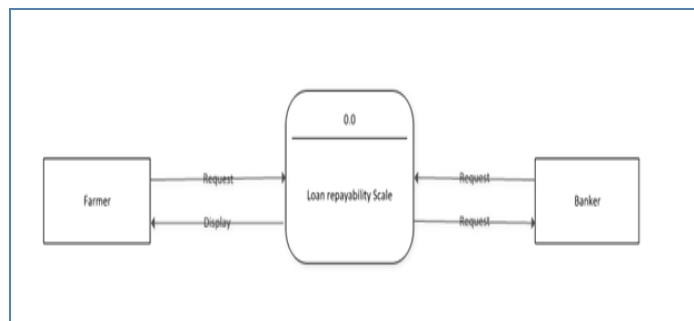 0.0
Farmer
Request
Display
Loan repayability Scale
Request
Request
Banker